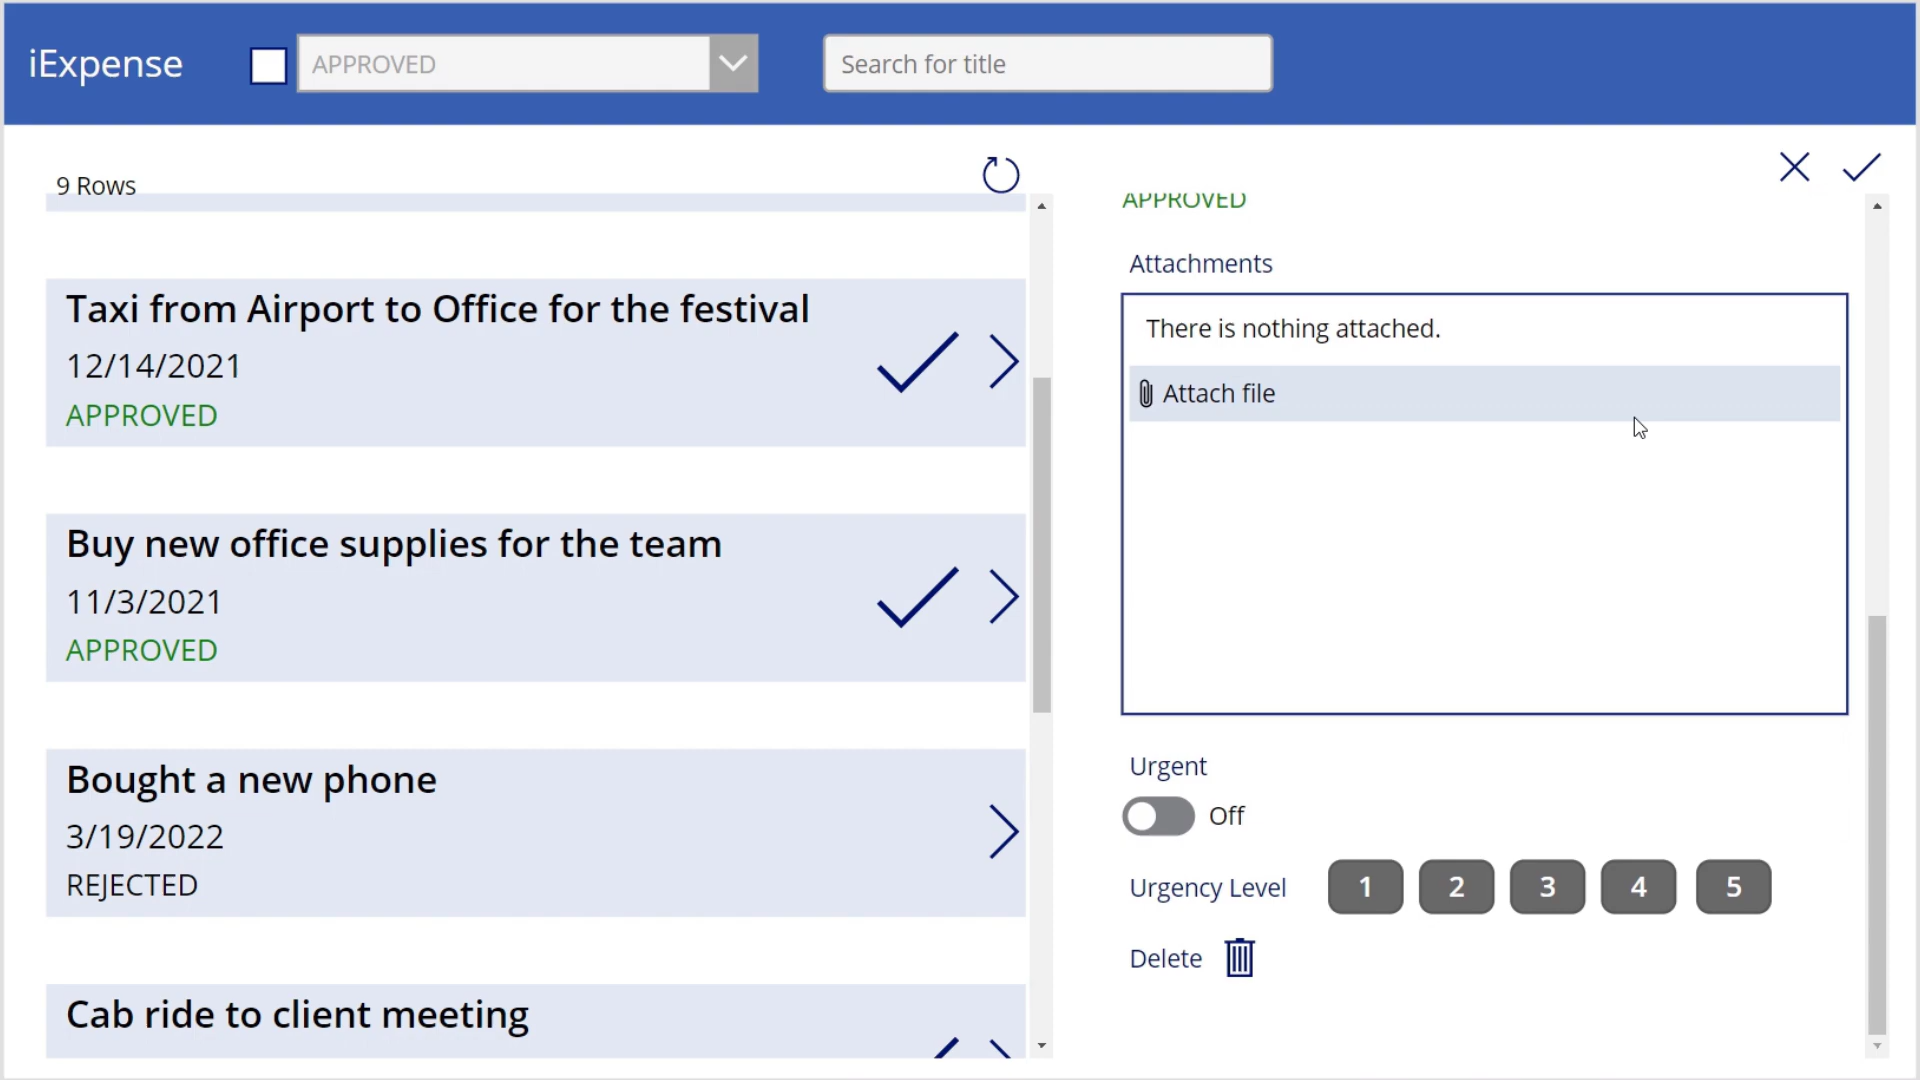 iExpense
APPROVED
Search for title
9 Rows
Taxi from Airport to Office for the festival
12/14/2021
APPROVED
Buy new office supplies for the team
11/3/2021
APPROVED
Bought a new phone
3/19/2022
REJECTED
Cab ride to client meeting
APPROVED
Attachments
There is nothing attached.
Attach file
Urgent
Off
Urgency Level 1 2 3 4 5
Delete